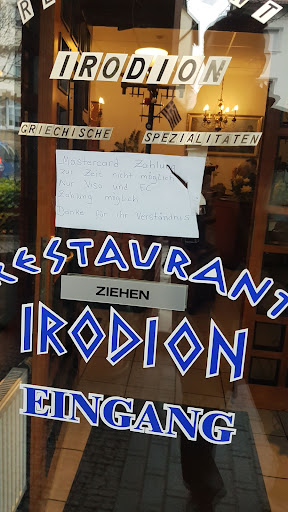 IRODION
GRIECHISCHE SPEZIALITÄTEN
Mastercard Zahlung
zur Zeit nicht möglich
Nur Visa und EC
Zahlung möglich
Danke für ihr Verständnis
RESTAURANT
ZIEHEN
IRODION
EINGANG